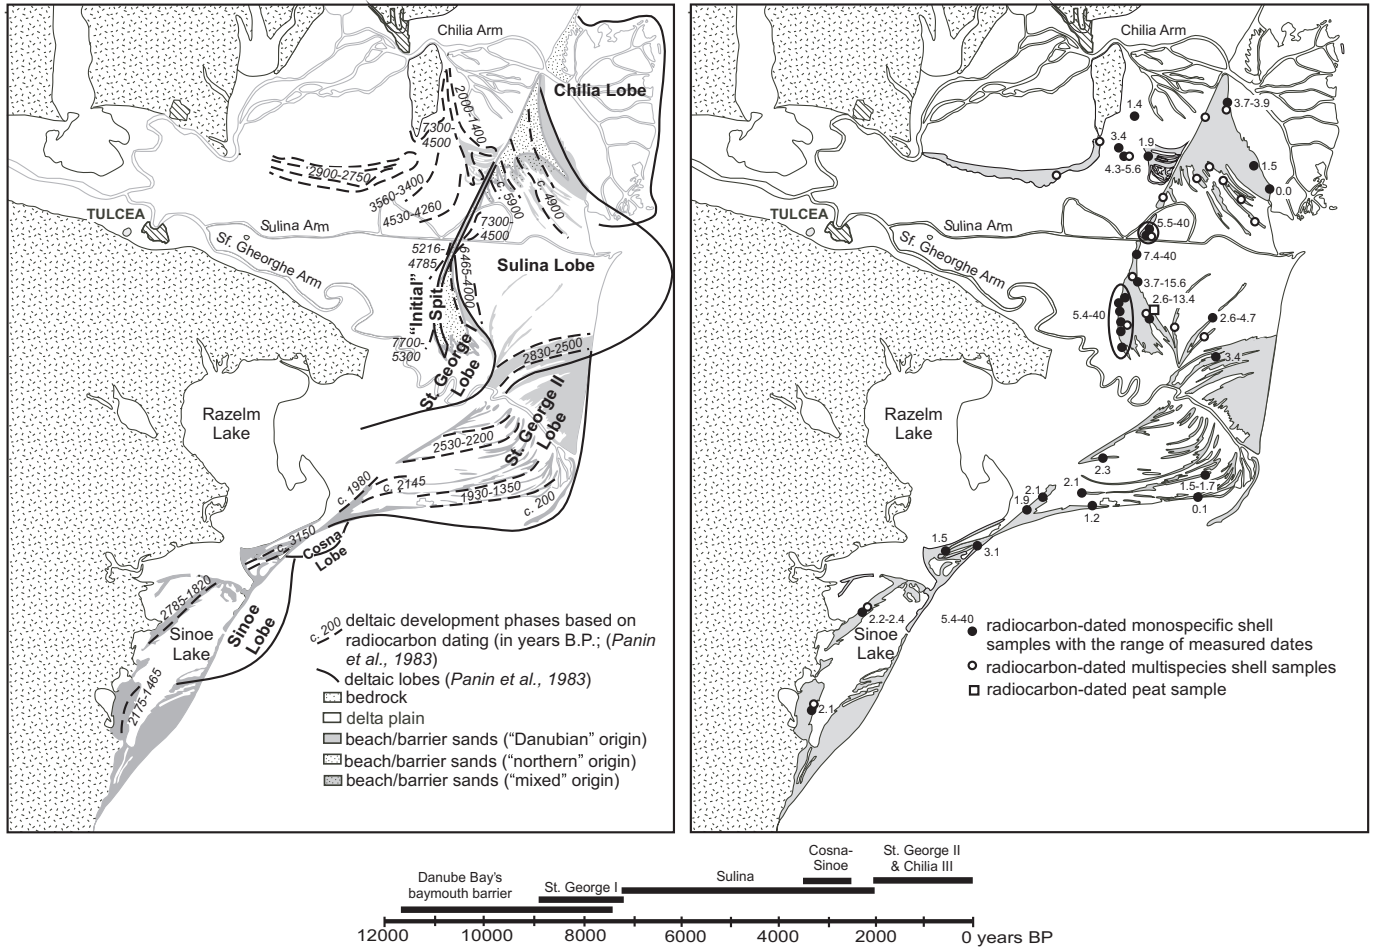 Chilia Arm
Chilia Lobe
2000-1400
7300-
4500
2900-2750
3560-3400
4530-4260
c. 5900
c. 4900
TULCEA
Sulina Arm
Sf. Gheorghe Arm
7300-
4500
5216-
4785
6465-4000
Sulina Lobe
"Initial"
Spit
7700-
5300
St. George I
Lobe
2830-2500
St. George II
Lobe
Razelm
Lake
2530-2200
c. 1980
c. 2145
1930-1350
c. 200
c. 3150
Cosna
Lobe
2785-1820
Sinoe
Lake
Sinoe
Lobe
2175-1465
c. 200
deltaic development phases based on
radiocarbon dating (in years B.P.; (Panin
et al., 1983)
deltaic lobes (Panin et al., 1983)
bedrock
delta plain
beach/barrier sands ("Danubian" origin)
beach/barrier sands ("northern" origin)
beach/barrier sands ("mixed" origin)
Chilia Arm
1.4
3.7-3.9
3.4
1.9
4.3-5.6
1.5
0.0
TULCEA
Sulina Arm
Sf. Gheorghe Arm
5.5-40
7.4-40
3.7-15.6
2.6-13.4
5.4-40
2.6-4.7
3.4
Razelm
Lake
2.3
2.1
2.1
1.9
1.5-1.7
0.1
1.2
1.5
3.1
2.2-2.4
Sinoe
Lake
2.1
5.4-40
radiocarbon-dated monospecific shell
samples with the range of measured dates
radiocarbon-dated multispecies shell samples
radiocarbon-dated peat sample
Danube Bay's
baymouth barrier
St. George I
Sulina
Cosna-
Sinoe
St. George II
& Chilia III
12000 10000 8000 6000 4000 2000 0 years BP